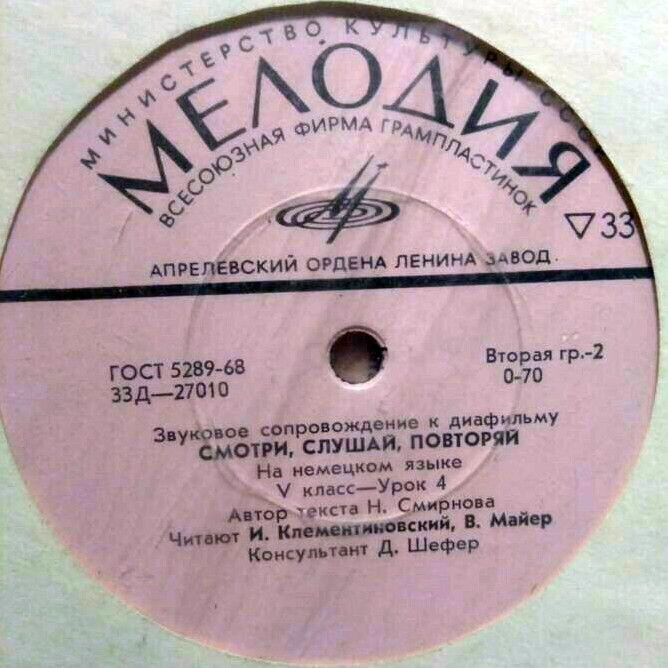 МИНИСТЕРСТВО КУЛЬТУРЫ СССР
МЕЛОДИЯ
ВСЕСОЮЗНАЯ ФИРМА ГРАМПЛАСТИНОК
▽33
АПРЕЛЕВСКИЙ ОРДЕНА ЛЕНИНА ЗАВОД
ГОСТ 5289-68
33Д—27010
Вторая гр.-2
0-70
Звуковое сопровождение к диафильму
СМОТРИ, СЛУШАЙ, ПОВТОРЯЙ
На немецком языке
V класс—Урок 4
Автор текста Н. Смирнова
Читают И. Клементиновский, В. Майер
Консультант Д. Шефер